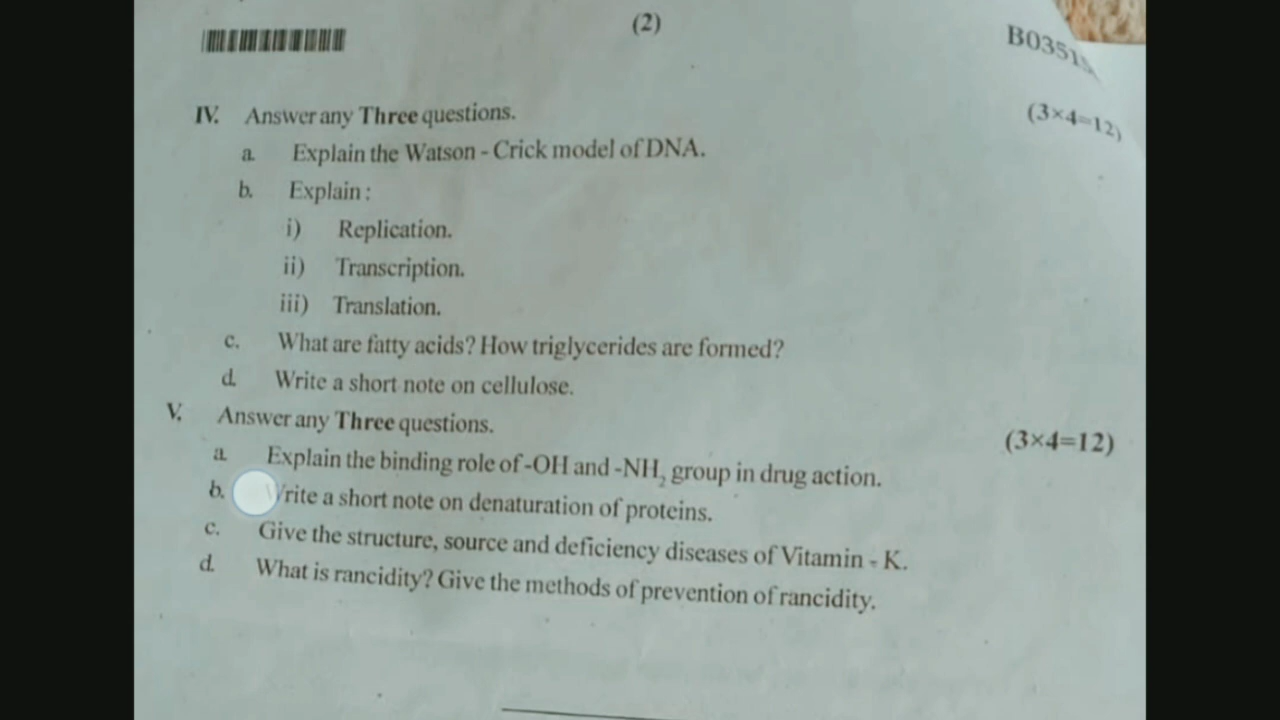 (2)
B0351
IV. Answer any Three questions. (3×4=12)
a. Explain the Watson - Crick model of DNA.
b. Explain :
i) Replication.
ii) Transcription.
iii) Translation.
c. What are fatty acids? How triglycerides are formed?
d. Write a short note on cellulose.
V. Answer any Three questions. (3×4=12)
a. Explain the binding role of -OH and -NH₂ group in drug action.
b. Write a short note on denaturation of proteins.
c. Give the structure, source and deficiency diseases of Vitamin - K.
d. What is rancidity? Give the methods of prevention of rancidity.